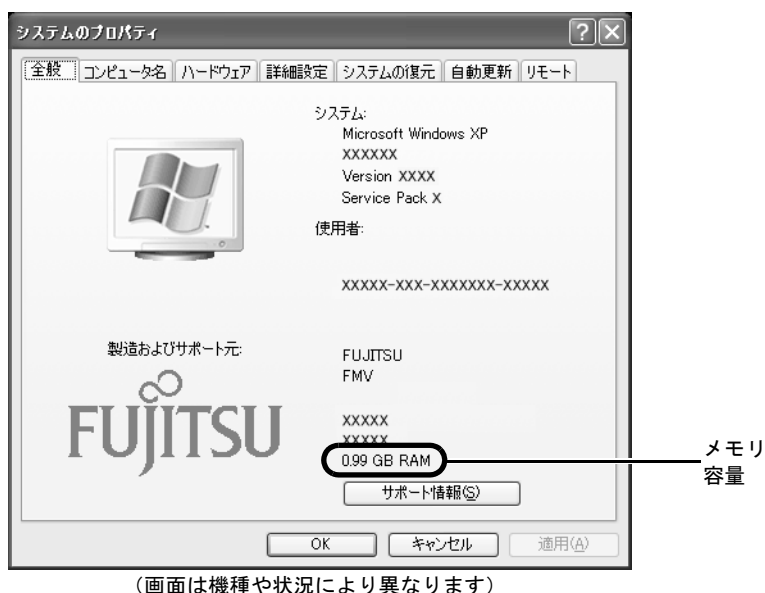 システムのプロパティ
全般 コンピュータ名 ハードウェア 詳細設定 システムの復元 自動更新 リモート
システム:
Microsoft Windows XP
XXXXXX
Version XXXX
Service Pack X
使用者:
XXXXX-XXX-XXXXXXX-XXXXX
製造およびサポート元:
FUJITSU
FMV
FUJITSU
XXXXX
XXXXX
0.99 GB RAM
メモリ
容量
サポート情報(S)
OK キャンセル 適用(A)
(画面は機種や状況により異なります)